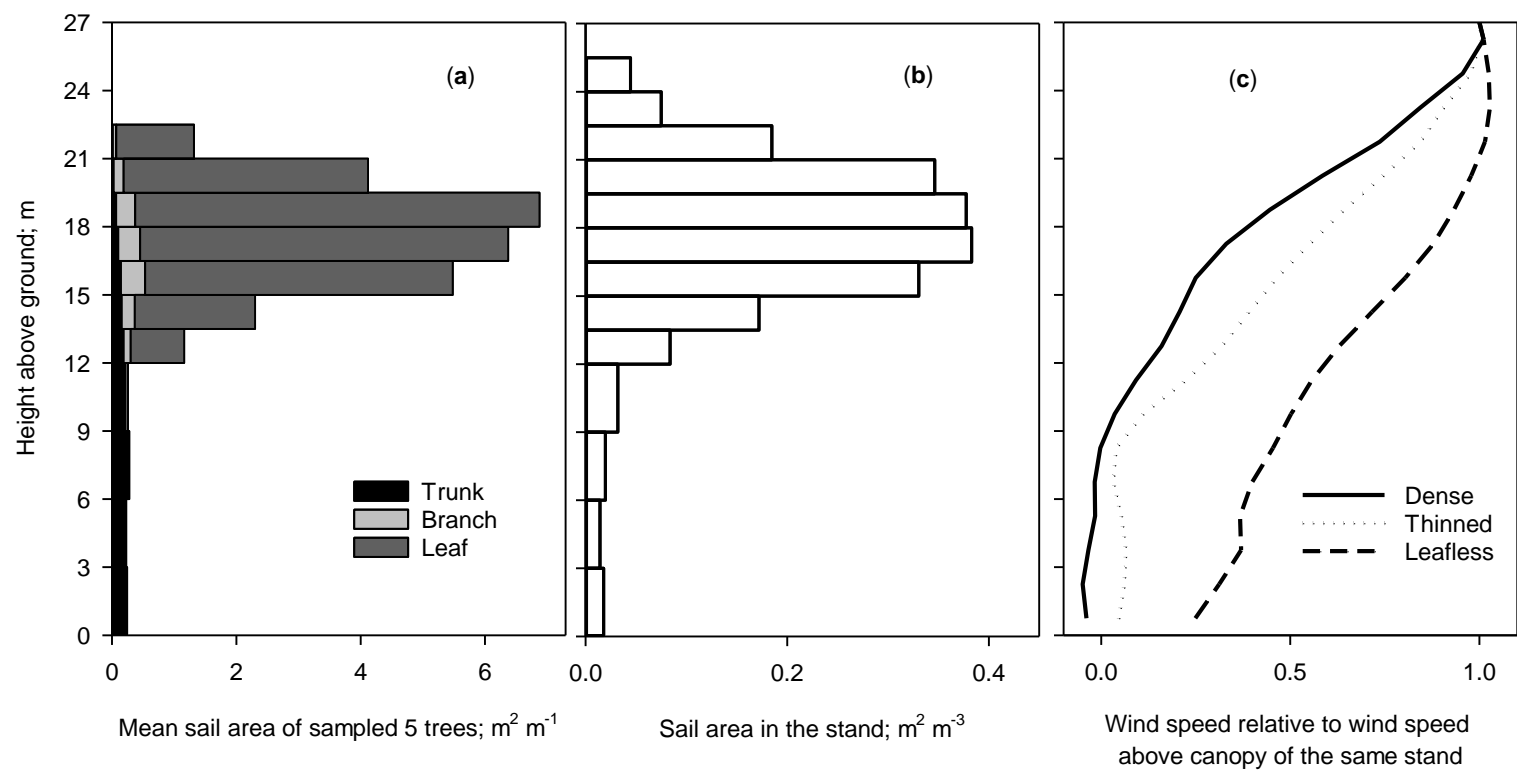 27
24
21
18
15
12
9
6
3
0
Height above ground; m
(a)
Trunk
Branch
Leaf
0 2 4 6
Mean sail area of sampled 5 trees; m² m⁻¹
(b)
0.0 0.2 0.4
Sail area in the stand; m² m⁻³
(c)
Dense
Thinned
Leafless
0.0 0.5 1.0
Wind speed relative to wind speed
above canopy of the same stand